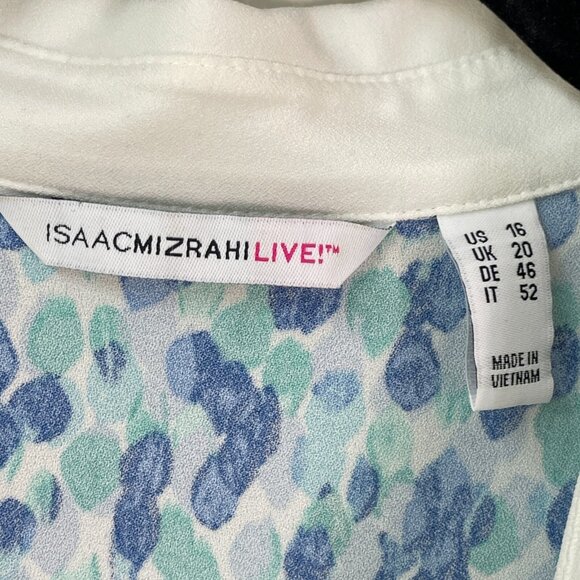 ISAACMIZRAHILIVE!™
US 16
UK 20
DE 46
IT 52
MADE IN
VIETNAM